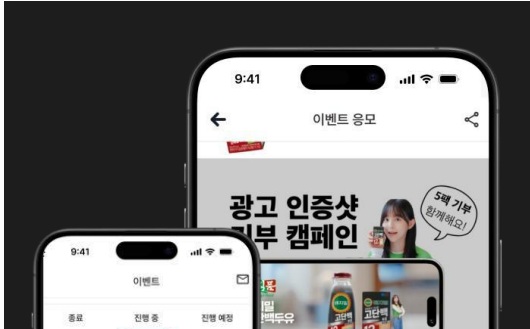 9:41
이벤트 응모
광고 인증샷
기부 캠페인
5팩 기부
함께해요!
고단백
9:41
이벤트
종료
진행 중
진행 예정